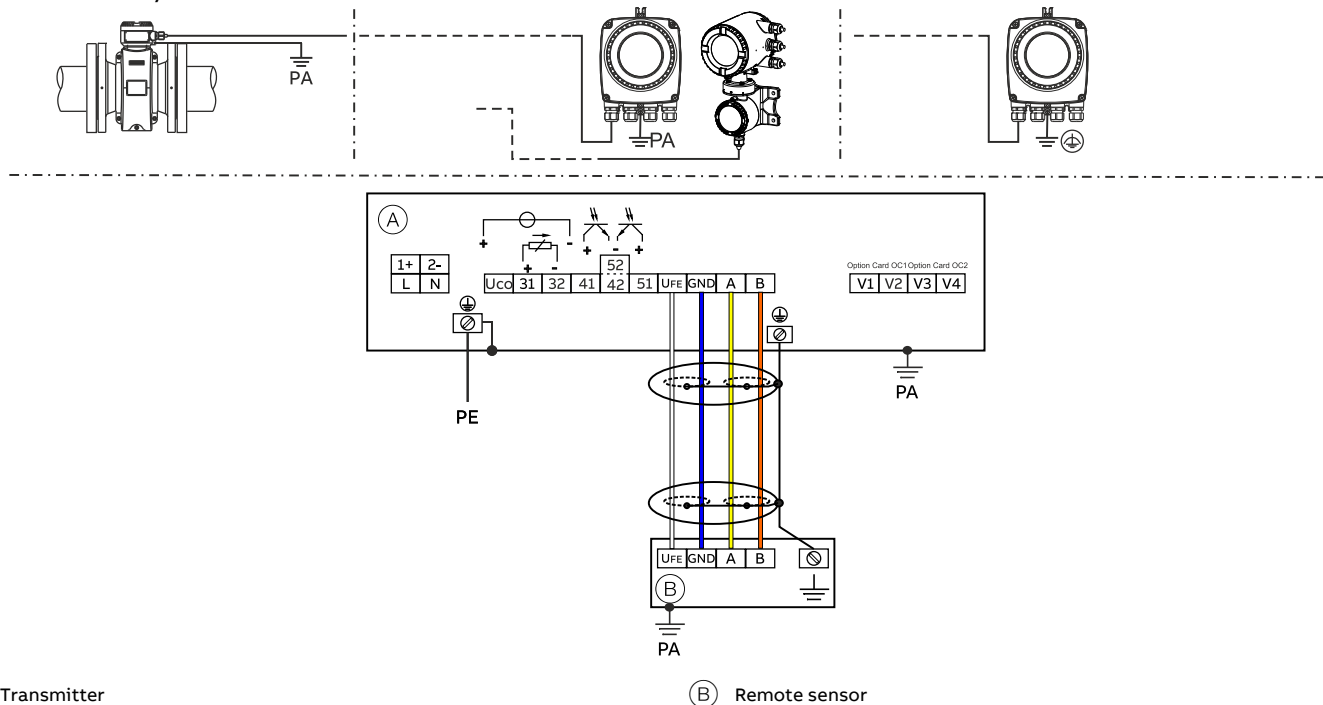 PA
PA
A
+ -
+ -
+ - +
1+ 2-
L N
52
Uco 31 32 41 42 51 UFE GND A B
Option Card OC1 Option Card OC2
V1 V2 V3 V4
PE
PA
UFE GND A B
B
PA
Transmitter
B Remote sensor